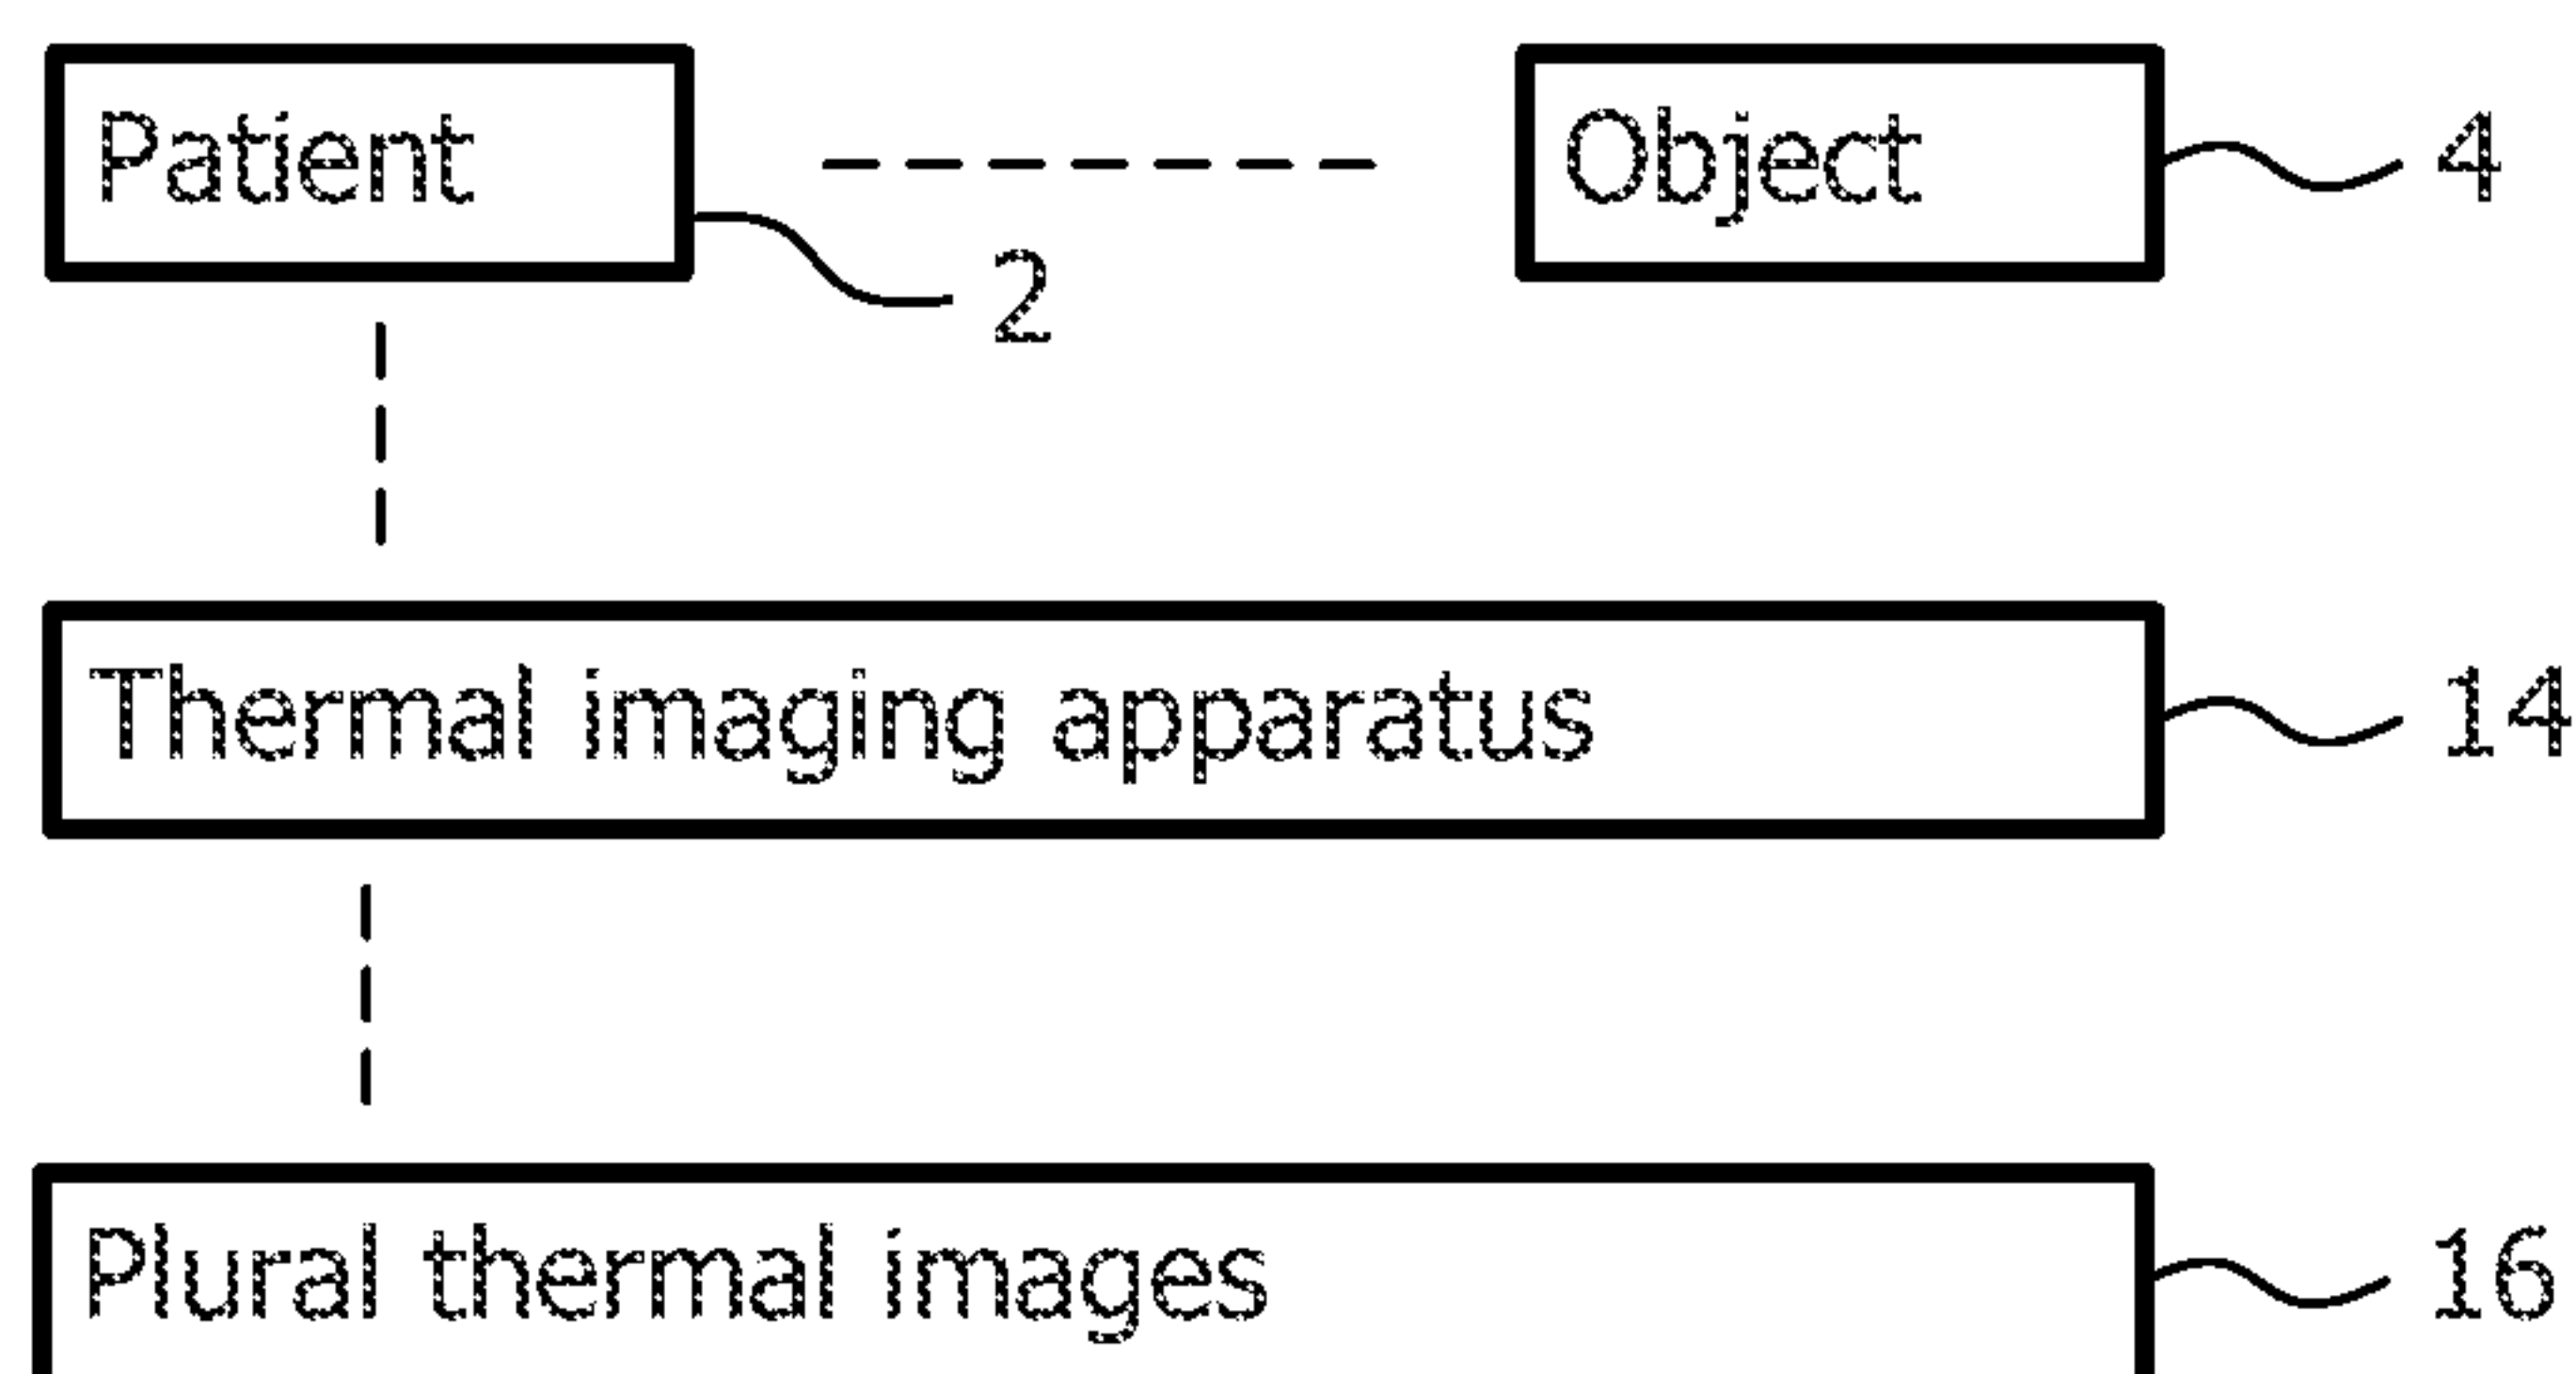 Patient
Object
4
2
Thermal imaging apparatus
14
Plural thermal images
16